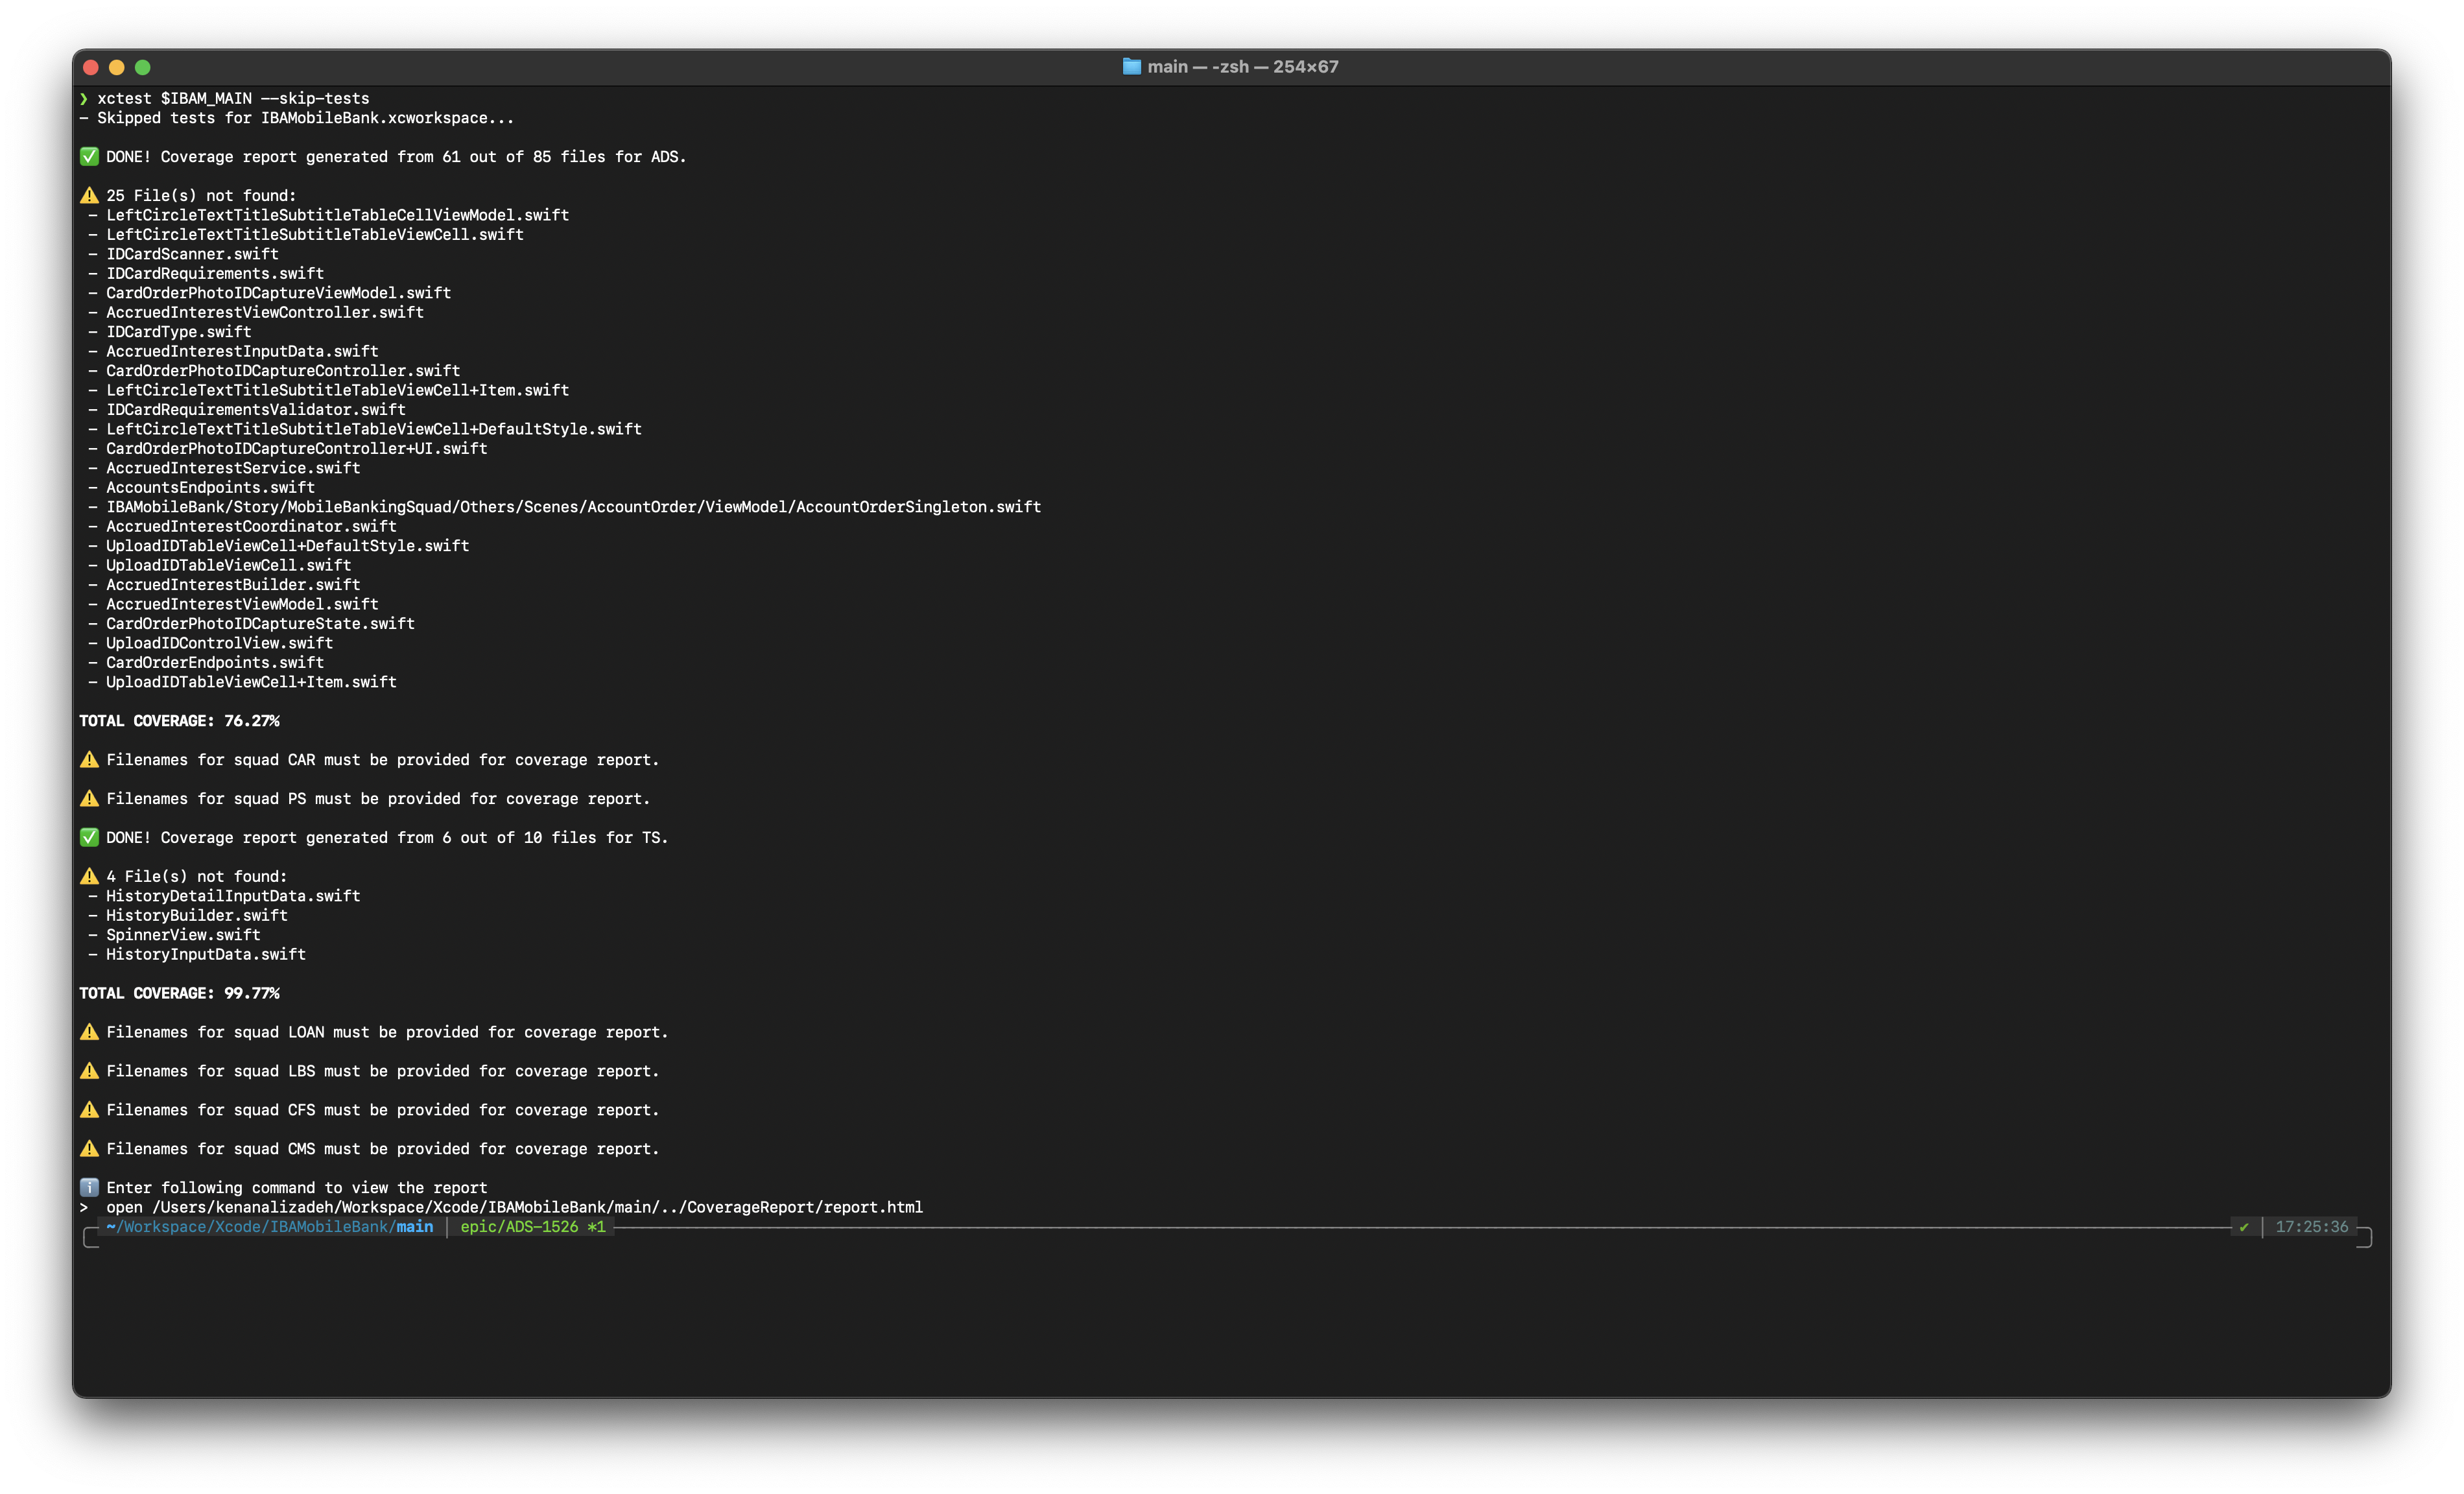 main — -zsh — 254×67
❯ xctest $IBAM_MAIN --skip-tests
- Skipped tests for IBAMobileBank.xcworkspace...
✅ DONE! Coverage report generated from 61 out of 85 files for ADS.
⚠️ 25 File(s) not found:
- LeftCircleTextTitleSubtitleTableCellViewModel.swift
- LeftCircleTextTitleSubtitleTableViewCell.swift
- IDCardScanner.swift
- IDCardRequirements.swift
- CardOrderPhotoIDCaptureViewModel.swift
- AccruedInterestViewController.swift
- IDCardType.swift
- AccruedInterestInputData.swift
- CardOrderPhotoIDCaptureController.swift
- LeftCircleTextTitleSubtitleTableViewCell+Item.swift
- IDCardRequirementsValidator.swift
- LeftCircleTextTitleSubtitleTableViewCell+DefaultStyle.swift
- CardOrderPhotoIDCaptureController+UI.swift
- AccruedInterestService.swift
- AccountsEndpoints.swift
- IBAMobileBank/Story/MobileBankingSquad/Others/Scenes/AccountOrder/ViewModel/AccountOrderSingleton.swift
- AccruedInterestCoordinator.swift
- UploadIDTableViewCell+DefaultStyle.swift
- UploadIDTableViewCell.swift
- AccruedInterestBuilder.swift
- AccruedInterestViewModel.swift
- CardOrderPhotoIDCaptureState.swift
- UploadIDControlView.swift
- CardOrderEndpoints.swift
- UploadIDTableViewCell+Item.swift
TOTAL COVERAGE: 76.27%
⚠️ Filenames for squad CAR must be provided for coverage report.
⚠️ Filenames for squad PS must be provided for coverage report.
✅ DONE! Coverage report generated from 6 out of 10 files for TS.
⚠️ 4 File(s) not found:
- HistoryDetailInputData.swift
- HistoryBuilder.swift
- SpinnerView.swift
- HistoryInputData.swift
TOTAL COVERAGE: 99.77%
⚠️ Filenames for squad LOAN must be provided for coverage report.
⚠️ Filenames for squad LBS must be provided for coverage report.
⚠️ Filenames for squad CFS must be provided for coverage report.
⚠️ Filenames for squad CMS must be provided for coverage report.
ℹ️ Enter following command to view the report
> open /Users/kenanalizadeh/Workspace/Xcode/IBAMobileBank/main/../CoverageReport/report.html
~/Workspace/Xcode/IBAMobileBank/main | epic/ADS-1526 *1 ✔ | 17:25:36